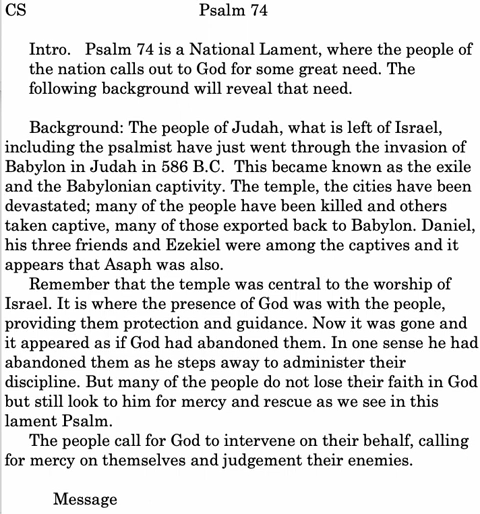 CS Psalm 74
Intro. Psalm 74 is a National Lament, where the people of
the nation calls out to God for some great need. The
following background will reveal that need.
Background: The people of Judah, what is left of Israel,
including the psalmist have just went through the invasion of
Babylon in Judah in 586 B.C. This became known as the exile
and the Babylonian captivity. The temple, the cities have been
devastated; many of the people have been killed and others
taken captive, many of those exported back to Babylon. Daniel,
his three friends and Ezekiel were among the captives and it
appears that Asaph was also.
Remember that the temple was central to the worship of
Israel. It is where the presence of God was with the people,
providing them protection and guidance. Now it was gone and
it appeared as if God had abandoned them. In one sense he had
abandoned them as he steps away to administer their
discipline. But many of the people do not lose their faith in God
but still look to him for mercy and rescue as we see in this
lament Psalm.
The people call for God to intervene on their behalf, calling
for mercy on themselves and judgement their enemies.
Message